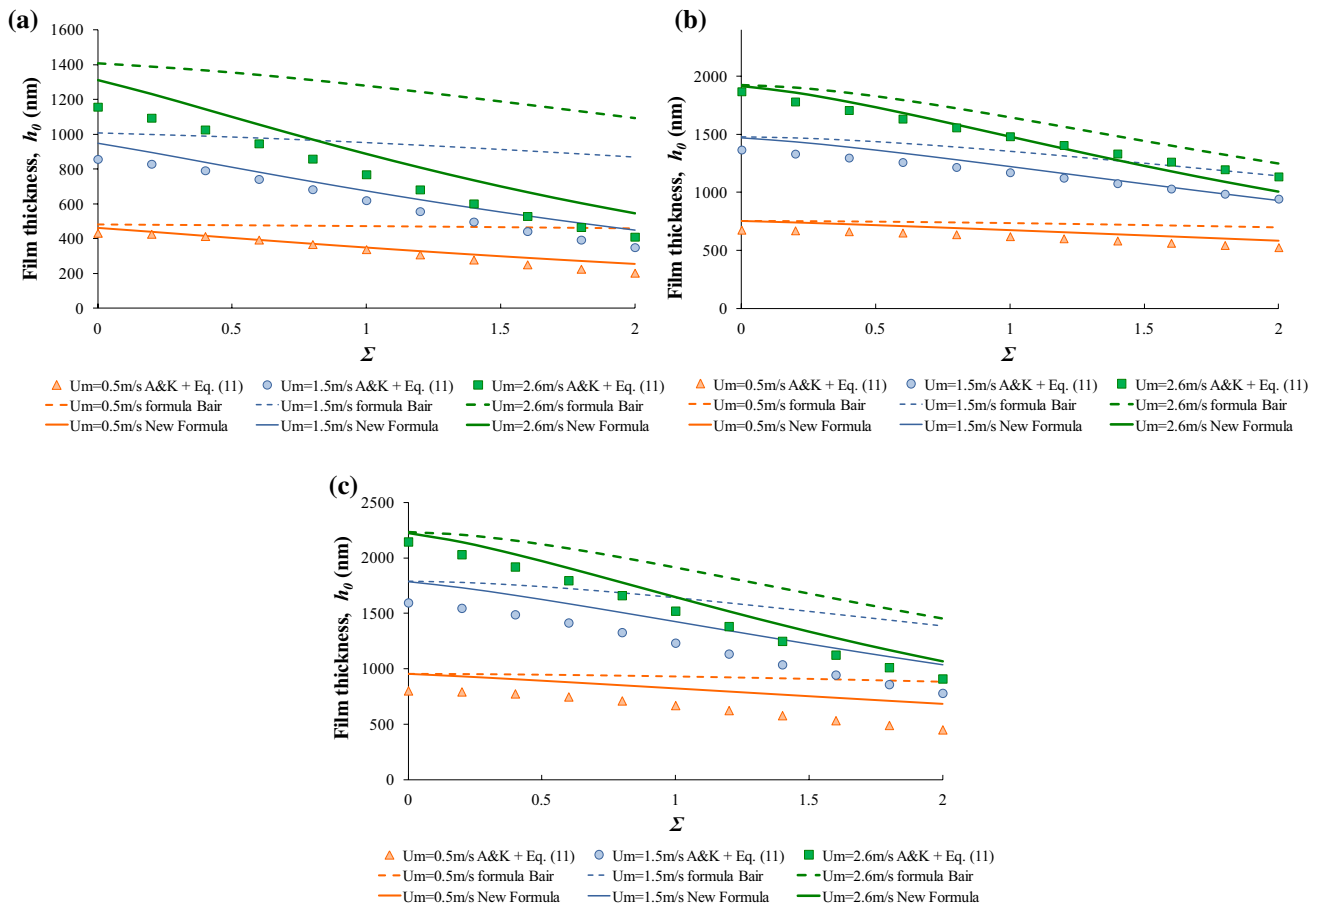 (a)
Film thickness, h0 (nm)
1600
1400
1200
1000
800
600
400
200
0
0 0.5 1 1.5 2
Σ
Um=0.5m/s A&K + Eq. (11) Um=1.5m/s A&K + Eq. (11) Um=2.6m/s A&K + Eq. (11)
Um=0.5m/s formula Bair Um=1.5m/s formula Bair Um=2.6m/s formula Bair
Um=0.5m/s New Formula Um=1.5m/s New Formula Um=2.6m/s New Formula
(b)
Film thickness, h0 (nm)
2000
1500
1000
500
0
0 0.5 1 1.5 2
Σ
Um=0.5m/s A&K + Eq. (11) Um=1.5m/s A&K + Eq. (11) Um=2.6m/s A&K + Eq. (11)
Um=0.5m/s formula Bair Um=1.5m/s formula Bair Um=2.6m/s formula Bair
Um=0.5m/s New Formula Um=1.5m/s New Formula Um=2.6m/s New Formula
(c)
Film thickness, h0 (nm)
2500
2000
1500
1000
500
0
0 0.5 1 1.5 2
Σ
Um=0.5m/s A&K + Eq. (11) Um=1.5m/s A&K + Eq. (11) Um=2.6m/s A&K + Eq. (11)
Um=0.5m/s formula Bair Um=1.5m/s formula Bair Um=2.6m/s formula Bair
Um=0.5m/s New Formula Um=1.5m/s New Formula Um=2.6m/s New Formula